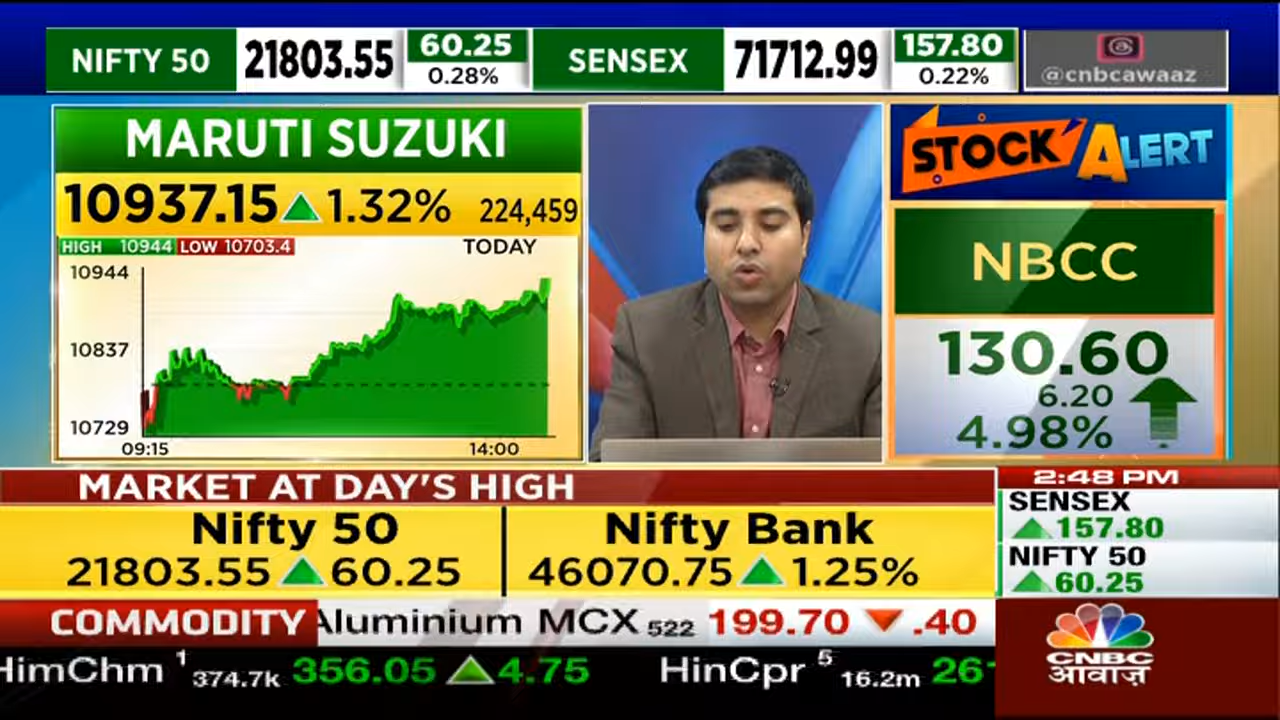 NIFTY 50 21803.55 60.25 0.28% SENSEX 71712.99 157.80 0.22% @cnbcawaaz
MARUTI SUZUKI
10937.15 1.32% 224,459
HIGH 10944 LOW 10703.4 TODAY
10944
10837
10729
09:15 14:00
STOCK ALERT
NBCC
130.60
6.20
4.98%
MARKET AT DAY'S HIGH
Nifty 50 Nifty Bank
21803.55 60.25 46070.75 1.25%
2:48 PM
SENSEX
157.80
NIFTY 50
60.25
COMMODITY Aluminium MCX 522 199.70 .40
HimChm 1 374.7k 356.05 4.75 HinCpr 5 16.2m 261
CNBC
आवाज़